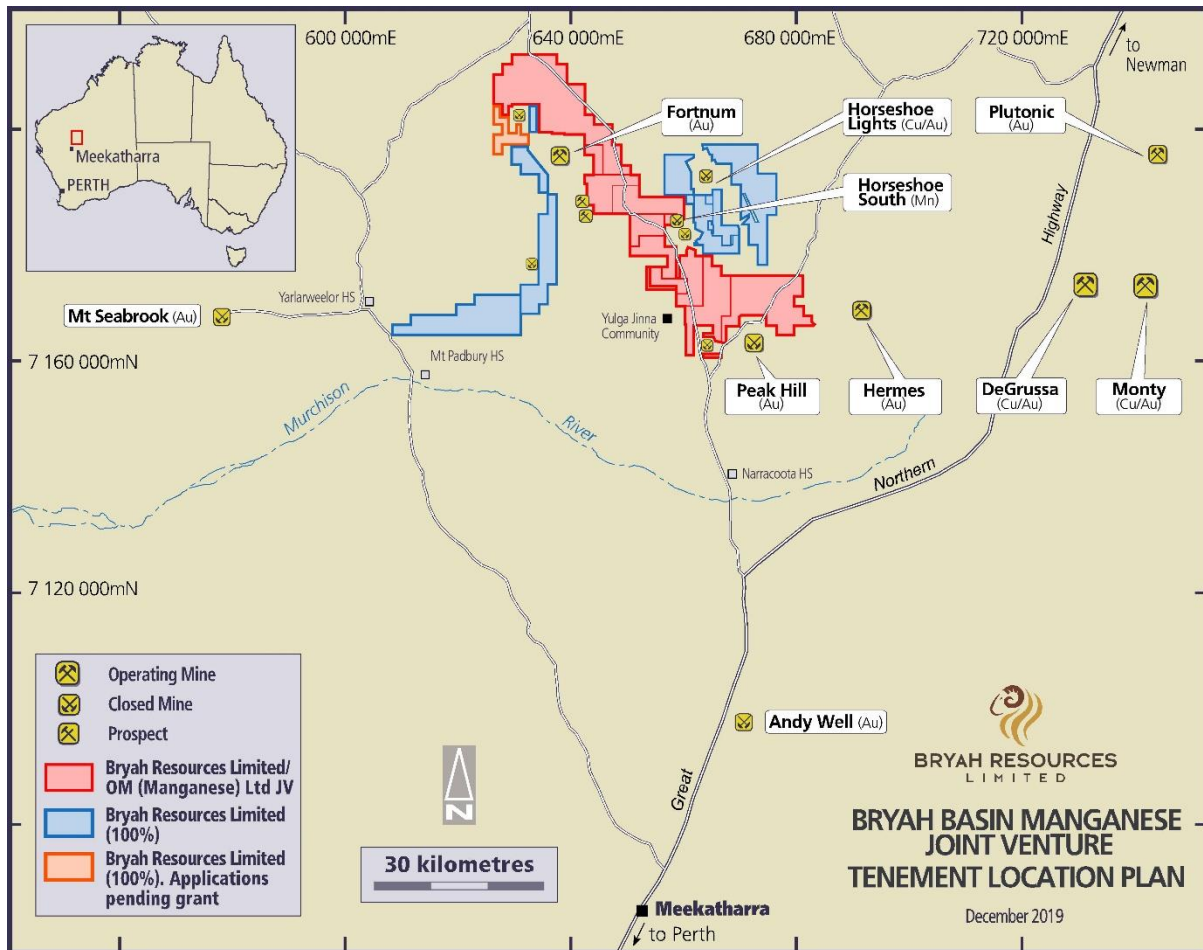 600 000mE
640 000mE
680 000mE
720 000mE
to
Newman
Meekatharra
PERTH
Fortnum
(Au)
Horseshoe
Lights (Cu/Au)
Plutonic
(Au)
Horseshoe
South (Mn)
Highway
Yarlarweelor HS
Mt Seabrook (Au)
Yulga Jinna
Community
7 160 000mN
Mt Padbury HS
Peak Hill
(Au)
Hermes
(Au)
DeGrussa
(Cu/Au)
Monty
(Cu/Au)
Murchison
River
Narracoota HS
Northern
7 120 000mN
Operating Mine
Closed Mine
Prospect
Bryah Resources Limited/
OM (Manganese) Ltd JV
Bryah Resources Limited
(100%)
Bryah Resources Limited
(100%). Applications
pending grant
N
30 kilometres
Andy Well (Au)
Great
Meekatharra
to Perth
BRYAH RESOURCES
LIMITED
BRYAH BASIN MANGANESE
JOINT VENTURE
TENEMENT LOCATION PLAN
December 2019